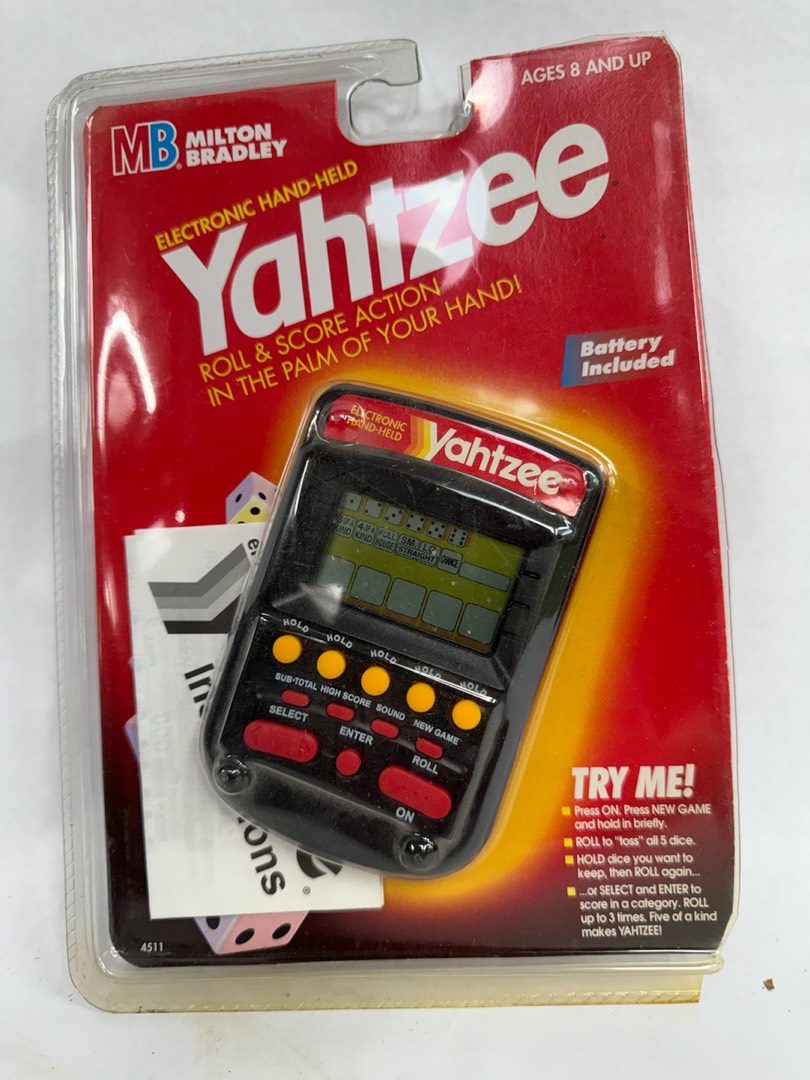 AGES 8 AND UP
MB® MILTON
BRADLEY
ELECTRONIC HAND-HELD
Yahtzee
ROLL & SCORE ACTION
IN THE PALM OF YOUR HAND!
Battery
Included
ELECTRONIC
HAND-HELD
Yahtzee
4 OF A FULL SM. LG.
KIND HOUSE STRAIGHT CHANCE
HOLD HOLD HOLD HOLD HOLD
SUB-TOTAL HIGH SCORE SOUND NEW GAME
SELECT ENTER ROLL
ON
TRY ME!
Press ON. Press NEW GAME
and hold in briefly.
ROLL to "toss" all 5 dice.
HOLD dice you want to
keep, then ROLL again...
...or SELECT and ENTER to
score in a category. ROLL
up to 3 times. Five of a kind
makes YAHTZEE!
4511